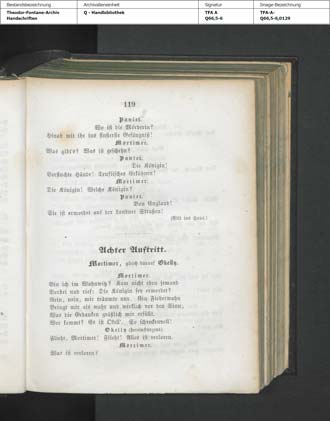 Bestandsbezeichnung Archivalieneinheit Signatur Image-Bezeichnung
Theodor-Fontane-Archiv Q - Handbibliothek TFA A TFA-A-
Handschriften Q66,5-6 Q66,5-6,0129
119
Paulet.
Wo ist die Mörderin?
Hinab mit ihr ins finsterste Gefängniß!
Mortimer.
Was gibt's? Was ist geschehn?
Paulet.
Die Königin!
Verfluchte Hände! Teuflisches Erkühnen!
Mortimer.
Die Königin! Welche Königin?
Paulet.
Von England!
Sie ist ermordet auf der Londner Straßen!
(Eilt ins Haus.)
Achter Auftritt.
Mortimer, gleich darauf Okelly.
Mortimer.
Bin ich im Wahnwitz? Kam nicht eben jemand
Vorbei und rief: Die Königin sey ermordet?
Nein, nein, mir träumte nur. Ein Fieberwahn
Bringt mir als wahr und wirklich vor den Sinn,
Was die Gedanken gräßlich mir erfüllt.
Wer kommt? Es ist Okell'. So schreckenvoll!
Okelly (hereinstürzend).
Flieht, Mortimer! Flieht! Alles ist verloren.
Mortimer.
Was ist verloren?